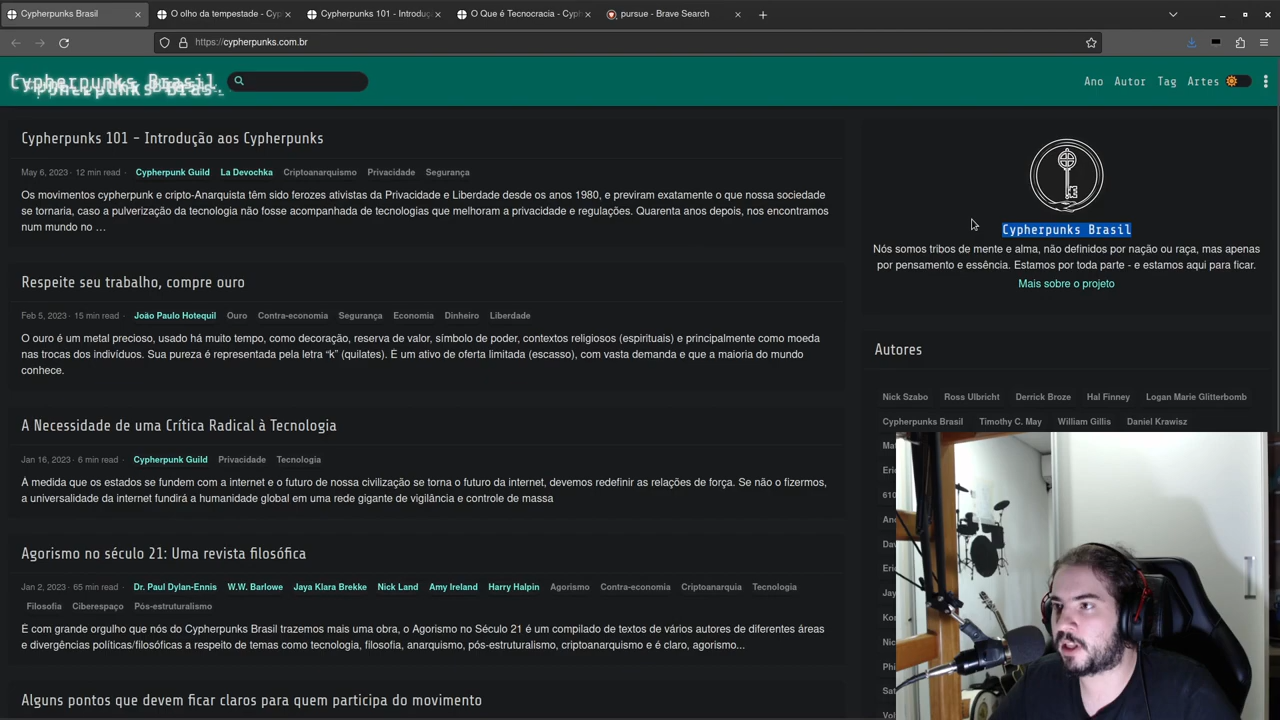 Cypherpunks Brasil
O olho da tempestade - Cyp
Cypherpunks 101 - Introduç
O Que é Tecnocracia - Cyph
pursue - Brave Search
https://cypherpunks.com.br
Cypherpunks Brasil
Ano Autor Tag Artes
Cypherpunks 101 - Introdução aos Cypherpunks
May 6, 2023 · 12 min read · Cypherpunk Guild La Devochka Criptoanarquismo Privacidade Segurança
Os movimentos cypherpunk e cripto-Anarquista têm sido ferozes ativistas da Privacidade e Liberdade desde os anos 1980, e previram exatamente o que nossa sociedade
se tornaria, caso a pulverização da tecnologia não fosse acompanhada de tecnologias que melhoram a privacidade e regulações. Quarenta anos depois, nos encontramos
num mundo no …
Respeite seu trabalho, compre ouro
Feb 5, 2023 · 15 min read · João Paulo Hotequil Ouro Contra-economia Segurança Economia Dinheiro Liberdade
O ouro é um metal precioso, usado há muito tempo, como decoração, reserva de valor, símbolo de poder, contextos religiosos (espirituais) e principalmente como moeda
nas trocas dos indivíduos. Sua pureza é representada pela letra “k” (quilates). É um ativo de oferta limitada (escasso), com vasta demanda e que a maioria do mundo
conhece.
A Necessidade de uma Crítica Radical à Tecnologia
Jan 16, 2023 · 6 min read · Cypherpunk Guild Privacidade Tecnologia
A medida que os estados se fundem com a internet e o futuro de nossa civilização se torna o futuro da internet, devemos redefinir as relações de força. Se não o fizermos,
a universalidade da internet fundirá a humanidade global em uma rede gigante de vigilância e controle de massa
Agorismo no século 21: Uma revista filosófica
Jan 2, 2023 · 65 min read · Dr. Paul Dylan-Ennis W.W. Barlowe Jaya Klara Brekke Nick Land Amy Ireland Harry Halpin Agorismo Contra-economia Criptoanarquia Tecnologia
Filosofia Ciberespaço Pós-estruturalismo
É com grande orgulho que nós do Cypherpunks Brasil trazemos mais uma obra, o Agorismo no Século 21 é um compilado de textos de vários autores de diferentes áreas
e divergências políticas/filosóficas a respeito de temas como tecnologia, filosofia, anarquismo, pós-estruturalismo, criptoanarquismo e é claro, agorismo...
Alguns pontos que devem ficar claros para quem participa do movimento
Cypherpunks Brasil
Nós somos tribos de mente e alma, não definidos por nação ou raça, mas apenas
por pensamento e essência. Estamos por toda parte - e estamos aqui para ficar.
Mais sobre o projeto
Autores
Nick Szabo Ross Ulbricht Derrick Broze Hal Finney Logan Marie Glitterbomb
Cypherpunks Brasil Timothy C. May William Gillis Daniel Krawisz
Ma
Eric
610
And
Dav
Eric
Jay
Kon
Nic
Phi
Sat
Vol